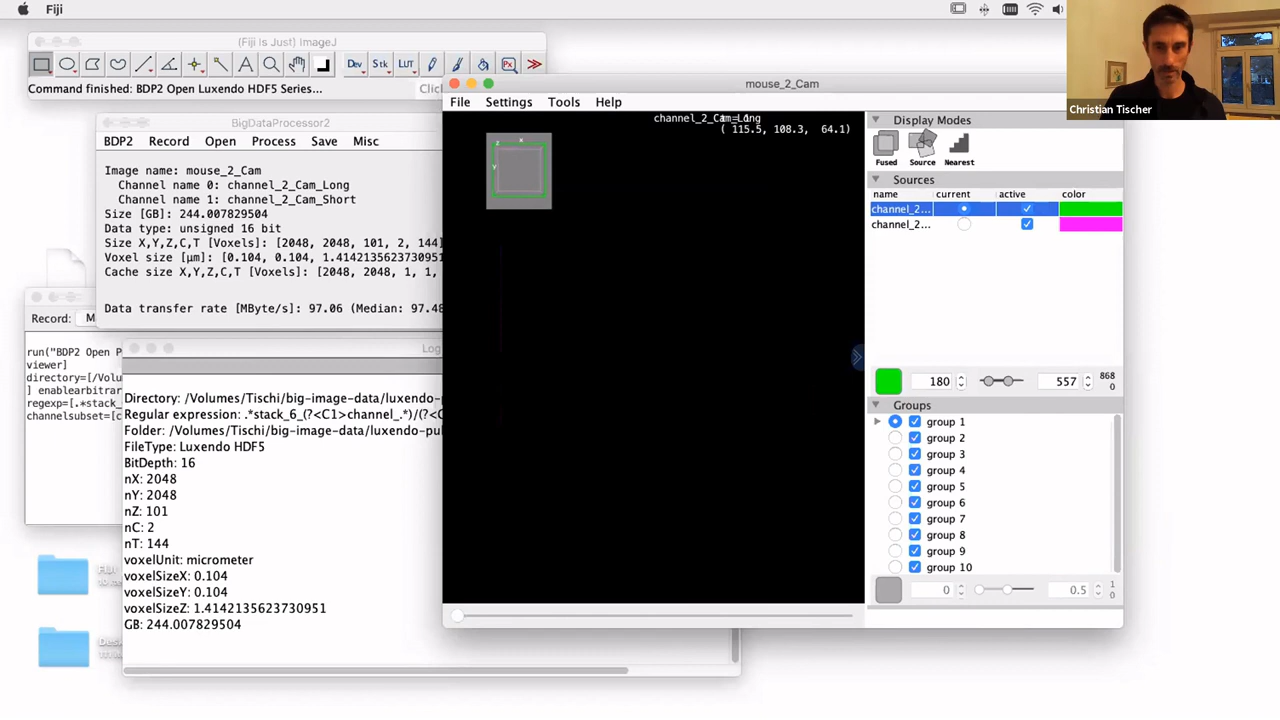 Fiji
(Fiji Is Just) ImageJ
Dev
Stk
LUT
Command finished: BDP2 Open Luxendo HDF5 Series...
Christian Tischer
BigDataProcessor2
BDP2 Record Open Process Save Misc
Image name: mouse_2_Cam
Channel name 0: channel_2_Cam_Long
Channel name 1: channel_2_Cam_Short
Size [GB]: 244.007829504
Data type: unsigned 16 bit
Size X,Y,Z,C,T [Voxels]: [2048, 2048, 101, 2, 144]
Voxel size [µm]: [0.104, 0.104, 1.4142135623730951
Cache size X,Y,Z,C,T [Voxels]: [2048, 2048, 1, 1,
Data transfer rate [MByte/s]: 97.06 (Median: 97.48
Record:
run("BDP2 Open P
viewer]
directory=[/Volu
] enablearbitrar
regexp=[.*stack_
channelsubset=[c
Log
Directory: /Volumes/Tischi/big-image-data/luxendo-p
Regular expression: .*stack_6_(?<C1>channel_.*)/(?<C
Folder: /Volumes/Tischi/big-image-data/luxendo-pu
FileType: Luxendo HDF5
BitDepth: 16
nX: 2048
nY: 2048
nZ: 101
nC: 2
nT: 144
voxelUnit: micrometer
voxelSizeX: 0.104
voxelSizeY: 0.104
voxelSizeZ: 1.4142135623730951
GB: 244.007829504
mouse_2_Cam
File Settings Tools Help
( 115.5, 108.3, 64.1)
x
z
Y
Display Modes
Fused Source Nearest
Sources
name current active color
channel_2...
channel_2...
180 557 868
0
Groups
group 1
group 2
group 3
group 4
group 5
group 6
group 7
group 8
group 9
group 10
0 0.5 1
0